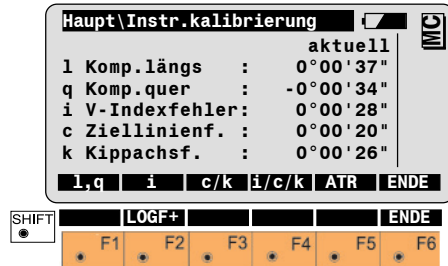 Haupt\Instr.kalibrierung
MC
aktuell
l Komp.längs : 0°00'37"
q Komp.quer : -0°00'34"
i V-Indexfehler: 0°00'28"
c Ziellinienf. : 0°00'20"
k Kippachsf. : 0°00'26"
l,q i c/k i/c/k ATR ENDE
SHIFT LOGF+ ENDE
F1 F2 F3 F4 F5 F6